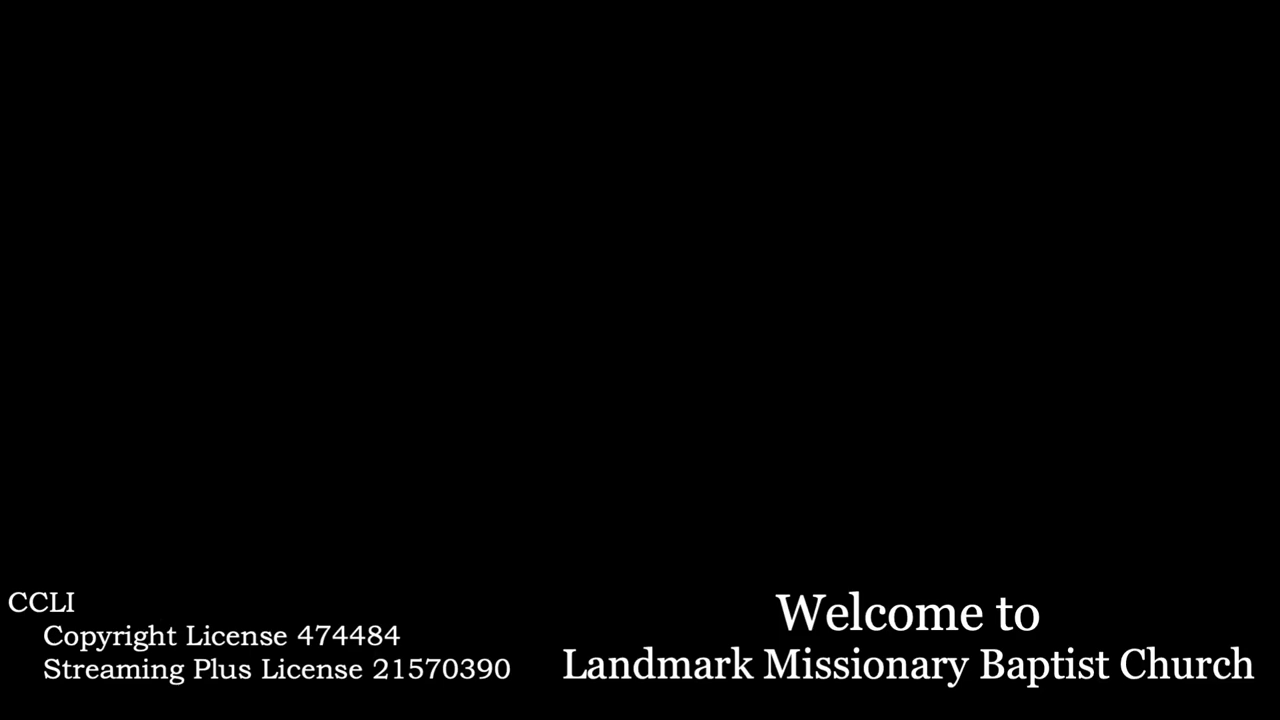 CCLI
Copyright License 474484
Streaming Plus License 21570390
Welcome to
Landmark Missionary Baptist Church